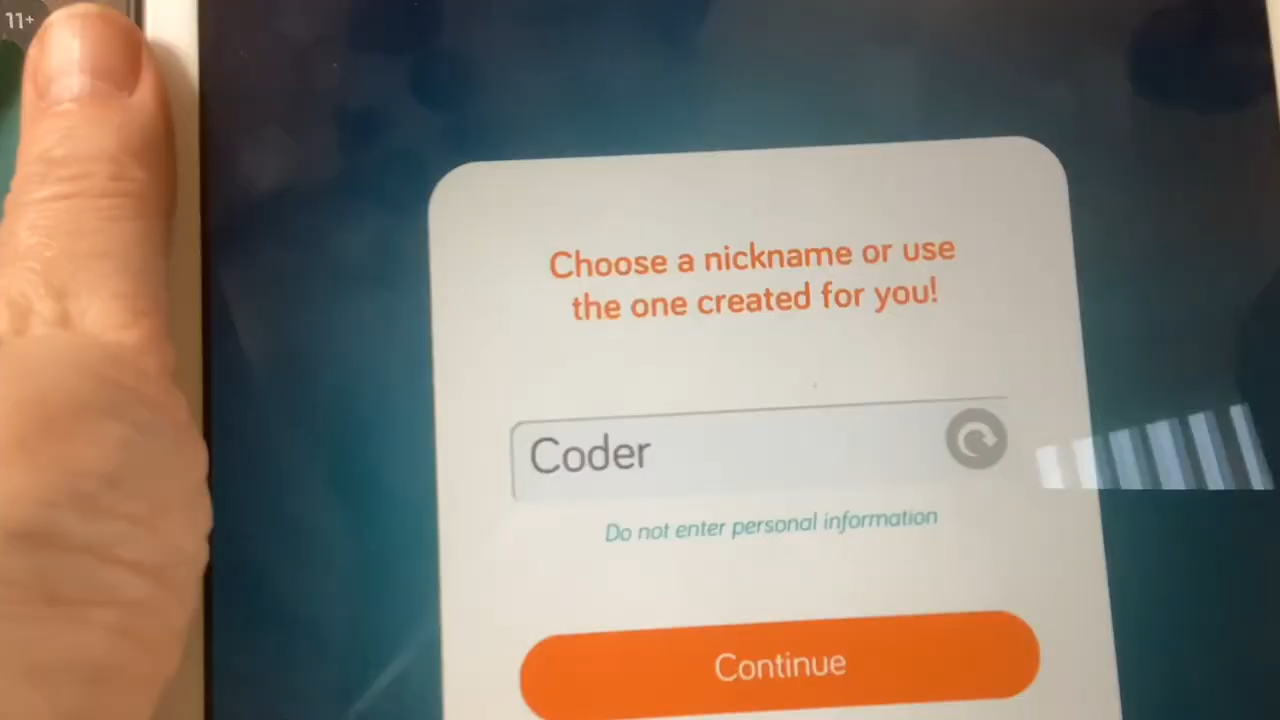 11+
Choose a nickname or use
the one created for you!
Coder
Do not enter personal information
Continue